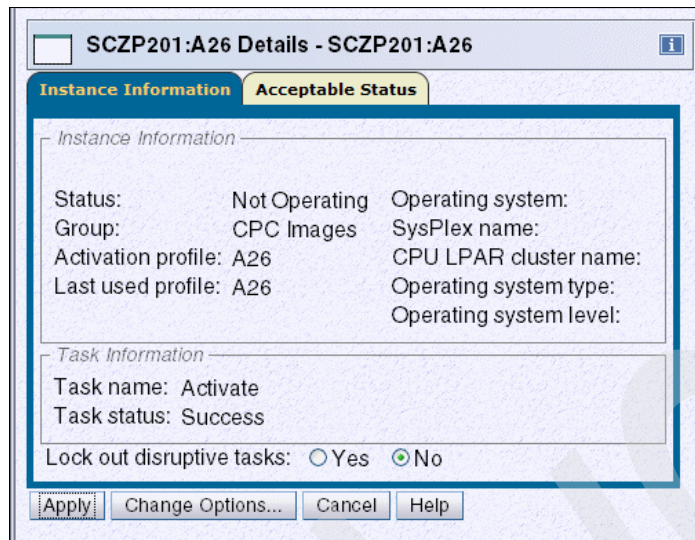 SCZP201:A26 Details - SCZP201:A26
i
Instance Information
Acceptable Status
Instance Information
Status: Not Operating Operating system:
Group: CPC Images SysPlex name:
Activation profile: A26 CPU LPAR cluster name:
Last used profile: A26 Operating system type:
Operating system level:
Task Information
Task name: Activate
Task status: Success
Lock out disruptive tasks: Yes No
Apply Change Options... Cancel Help